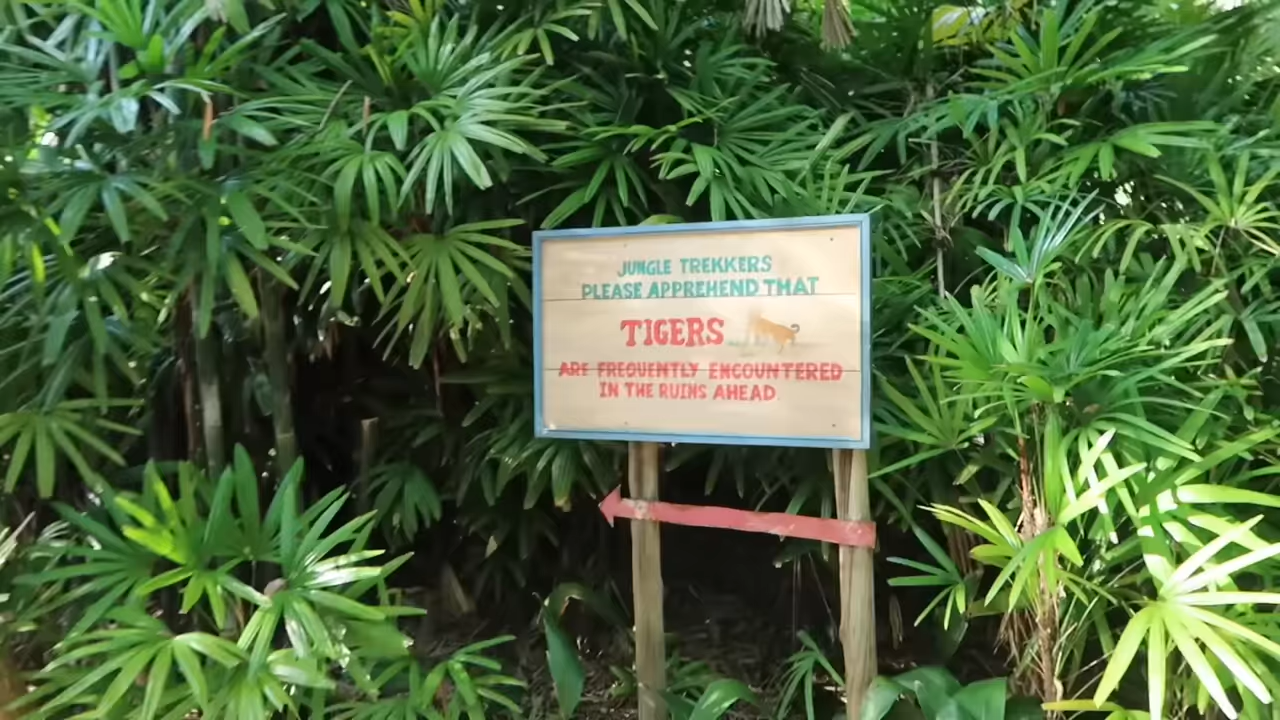 JUNGLE TREKKERS
PLEASE APPREHEND THAT
TIGERS
ARE FREQUENTLY ENCOUNTERED
IN THE RUINS AHEAD.